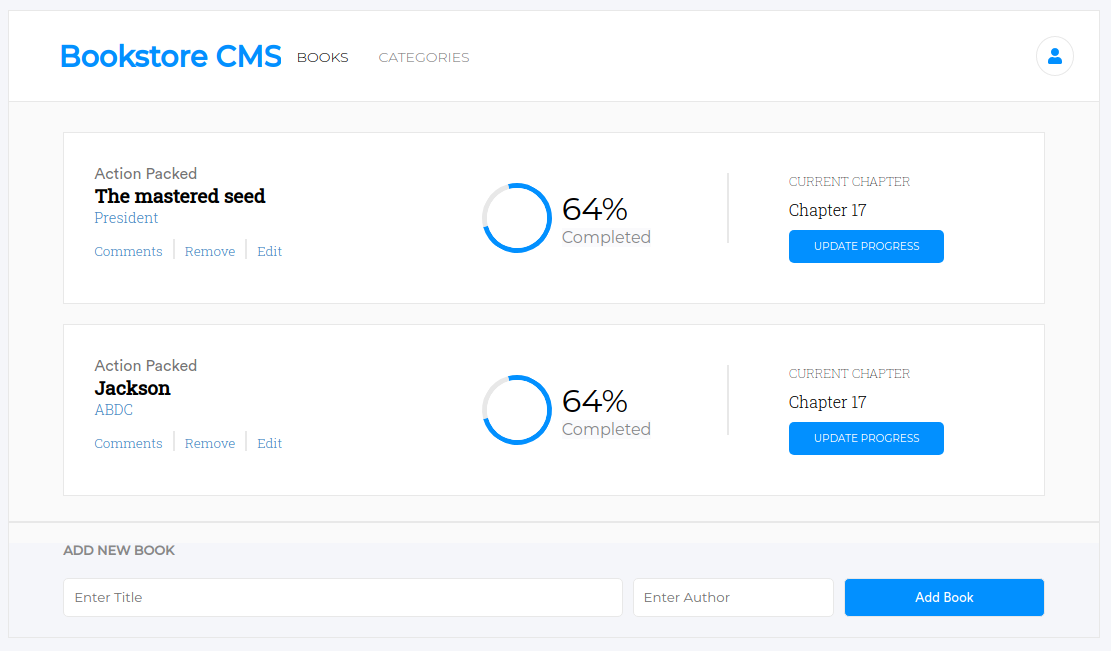 Bookstore CMS BOOKS CATEGORIES
Action Packed
The mastered seed
President
Comments Remove Edit
64%
Completed
CURRENT CHAPTER
Chapter 17
UPDATE PROGRESS
Action Packed
Jackson
ABDC
Comments Remove Edit
64%
Completed
CURRENT CHAPTER
Chapter 17
UPDATE PROGRESS
ADD NEW BOOK
Enter Title Enter Author Add Book